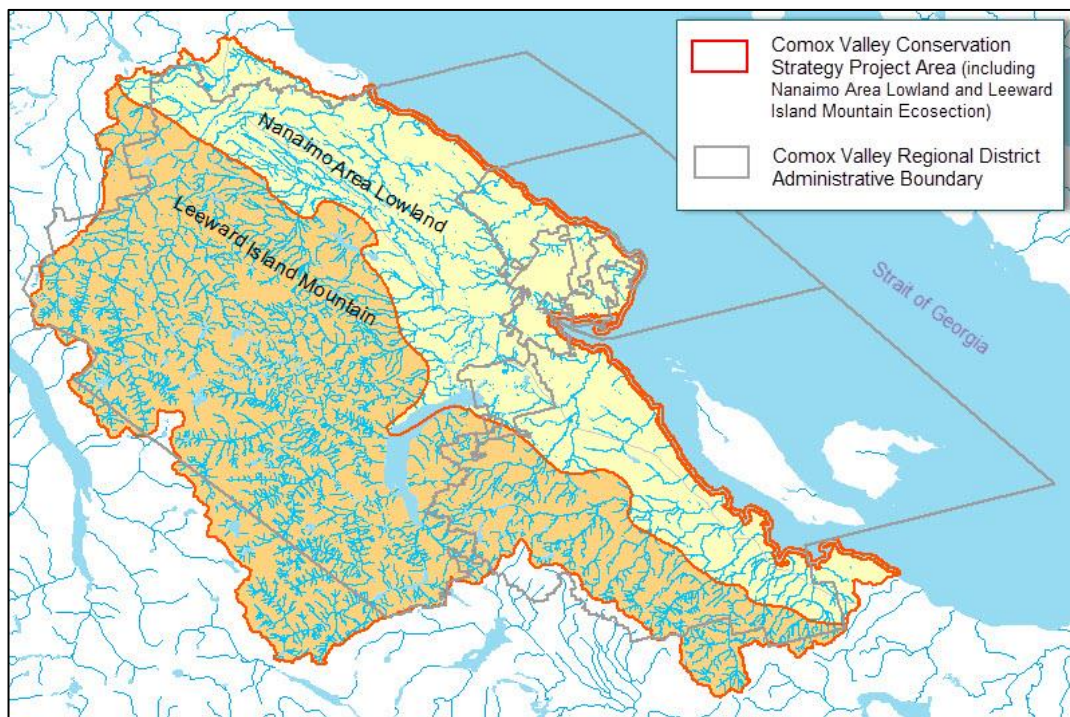 Comox Valley Conservation
Strategy Project Area (including
Nanaimo Area Lowland and Leeward
Island Mountain Ecosection)
Comox Valley Regional District
Administrative Boundary
Nanaimo Area Lowland
Leeward Island Mountain
Strait of Georgia